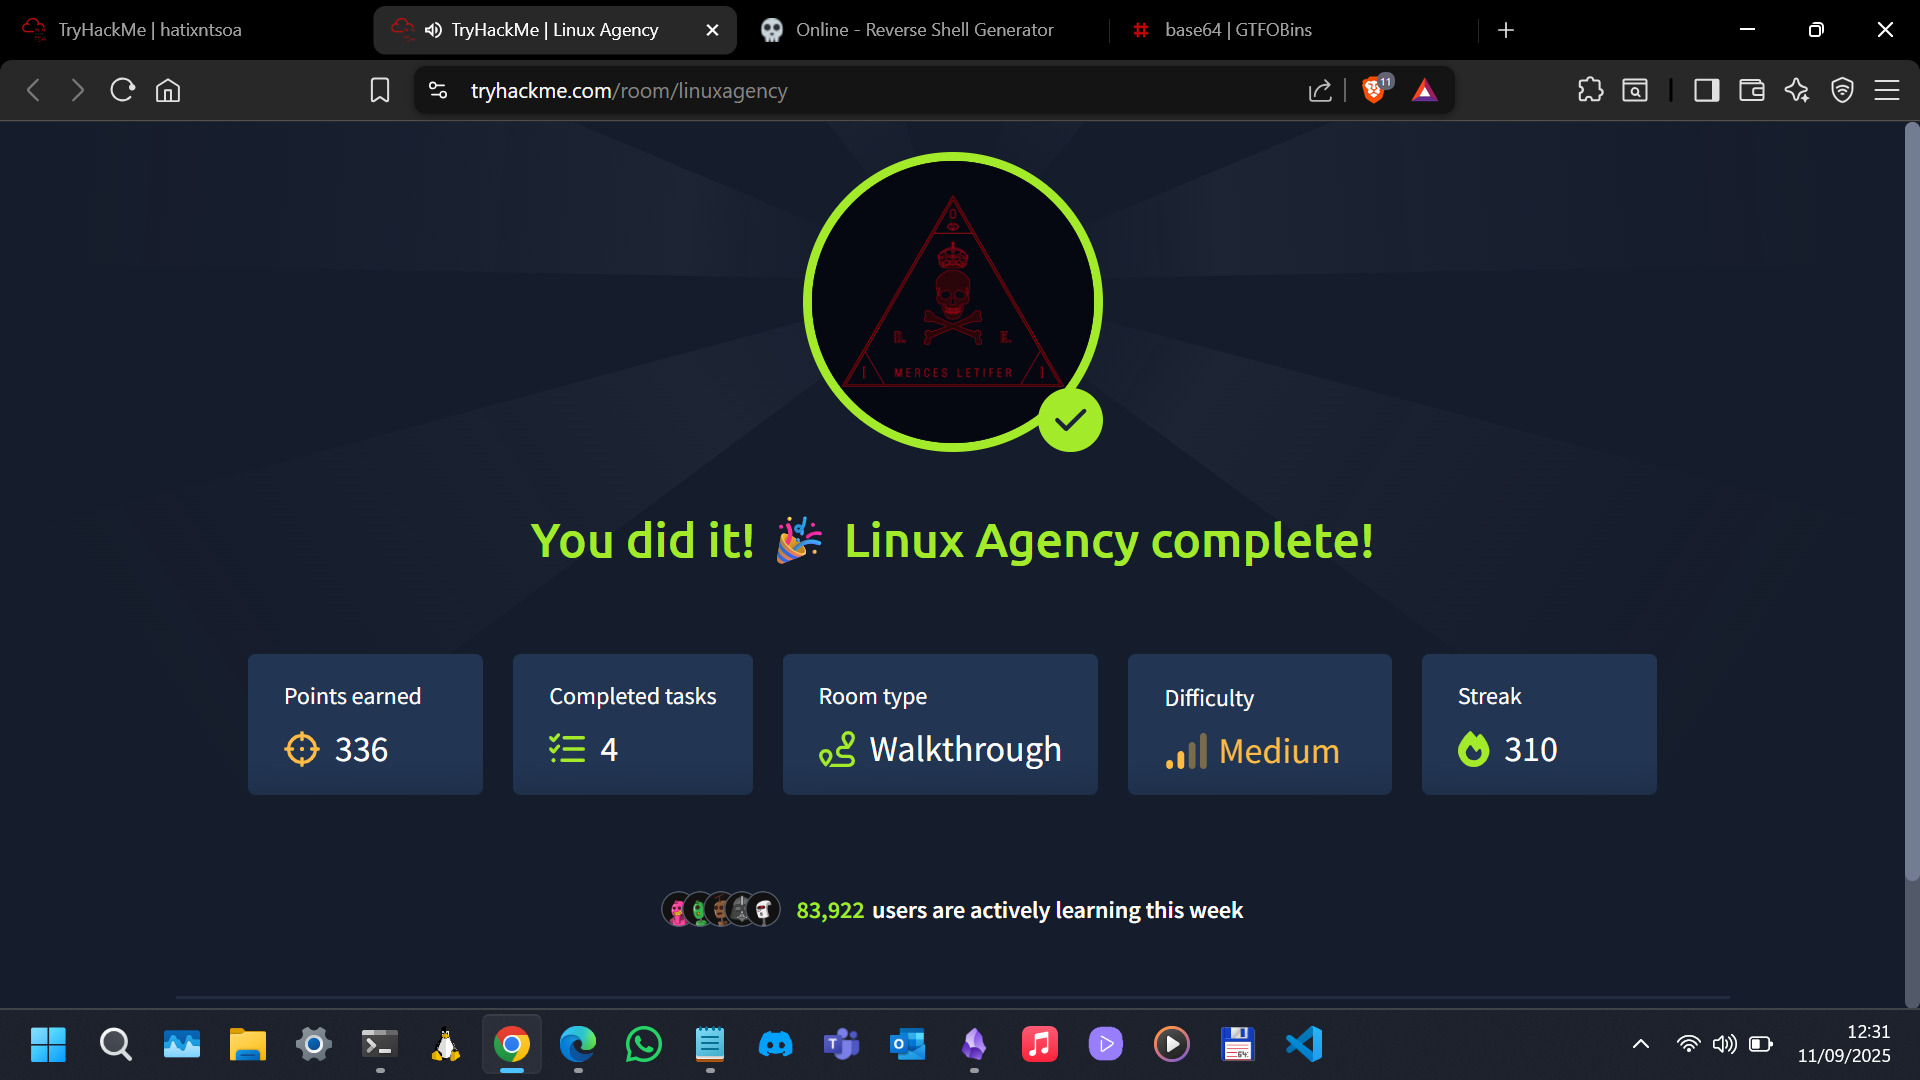 TryHackMe | hatixntsoa
TryHackMe | Linux Agency
Online - Reverse Shell Generator
base64 | GTFOBins
tryhackme.com/room/linuxagency
11
MERCES LETIFER
You did it! 🎉 Linux Agency complete!
Points earned
336
Completed tasks
4
Room type
Walkthrough
Difficulty
Medium
Streak
310
83,922 users are actively learning this week
64
12:31
11/09/2025